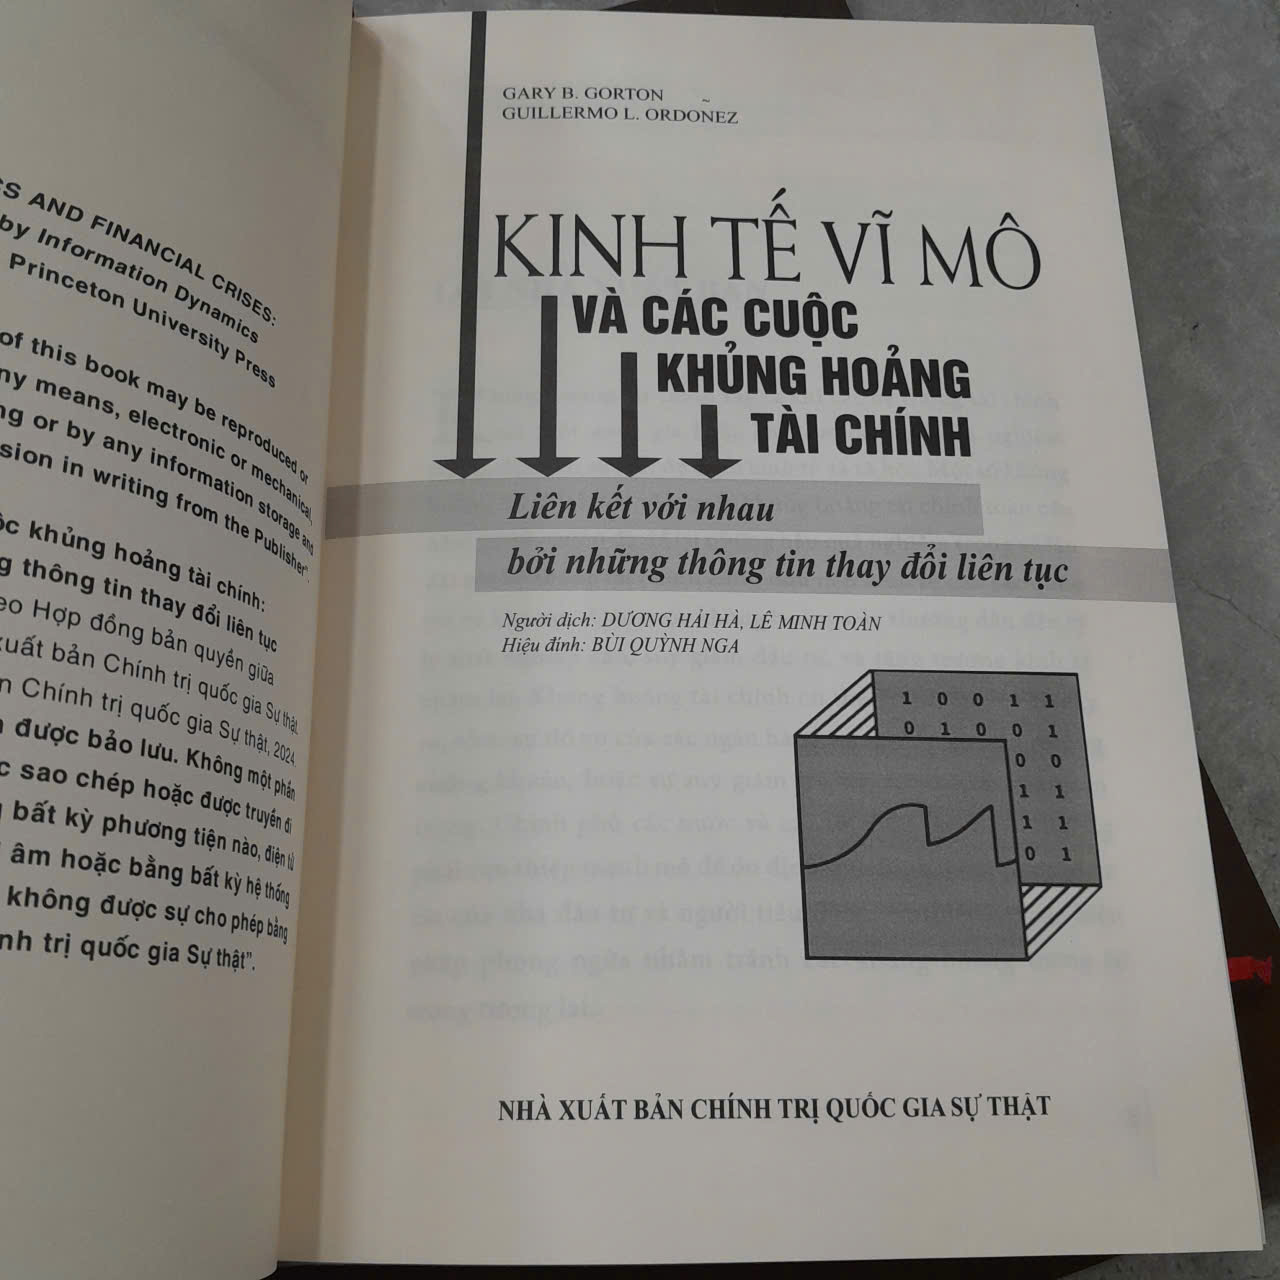 CS AND FINANCIAL CRISES:
by Information Dynamics
Princeton University Press
of this book may be reproduced or
any means, electronic or mechanical,
ng or by any information storage and
ssion in writing from the Publisher".
ộc khủng hoảng tài chính:
g thông tin thay đổi liên tục
eo Hợp đồng bản quyền giữa
xuất bản Chính trị quốc gia Sự thật.
n Chính trị quốc gia Sự thật, 2024.
n được bảo lưu. Không một phần
c sao chép hoặc được truyền đi
g bất kỳ phương tiện nào, điện tử
âm hoặc bằng bất kỳ hệ thống
không được sự cho phép bằng
nh trị quốc gia Sự thật".
GARY B. GORTON
GUILLERMO L. ORDOÑEZ
KINH TẾ VĨ MÔ
VÀ CÁC CUỘC
KHỦNG HOẢNG
TÀI CHÍNH
Liên kết với nhau
bởi những thông tin thay đổi liên tục
Người dịch: DƯƠNG HẢI HÀ, LÊ MINH TOÀN
Hiệu đính: BÙI QUỲNH NGA
1 0 0 1 1
0 1 0 0 1
0 0
1 1
1 1
0 1
NHÀ XUẤT BẢN CHÍNH TRỊ QUỐC GIA SỰ THẬT